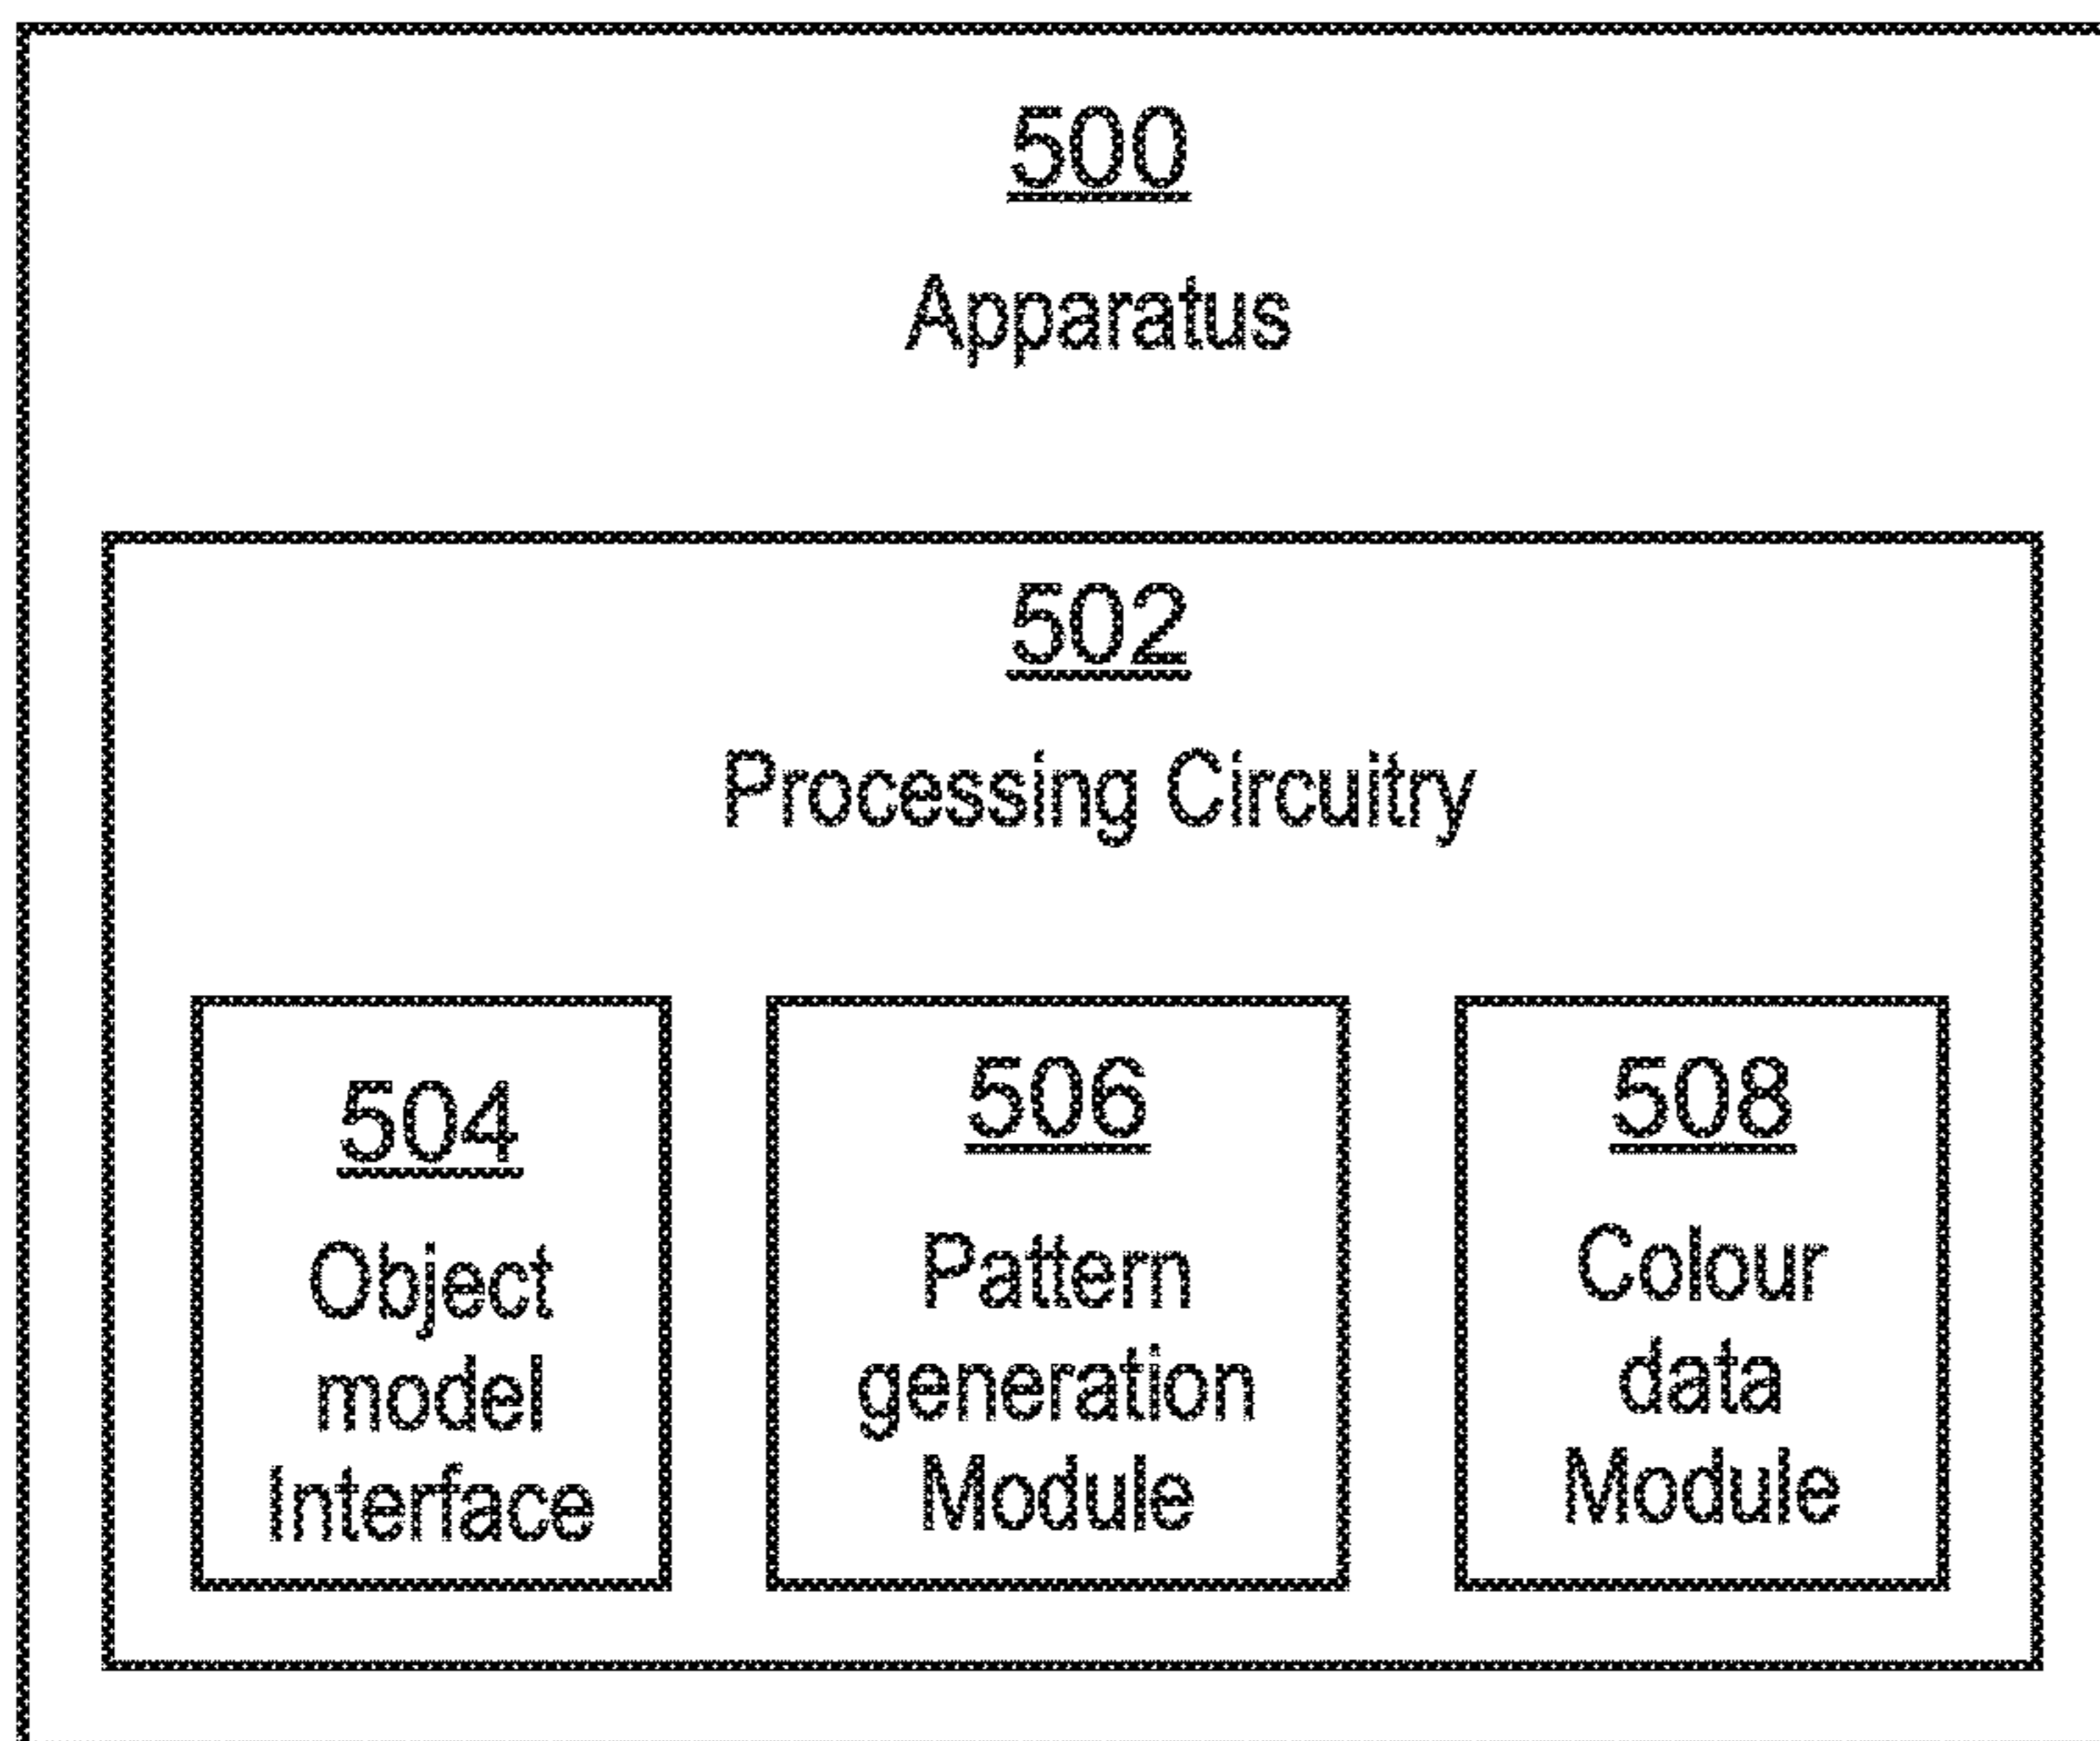 500
Apparatus
502
Processing Circuitry
504
Object
model
Interface
506
Pattern
generation
Module
508
Colour
data
Module